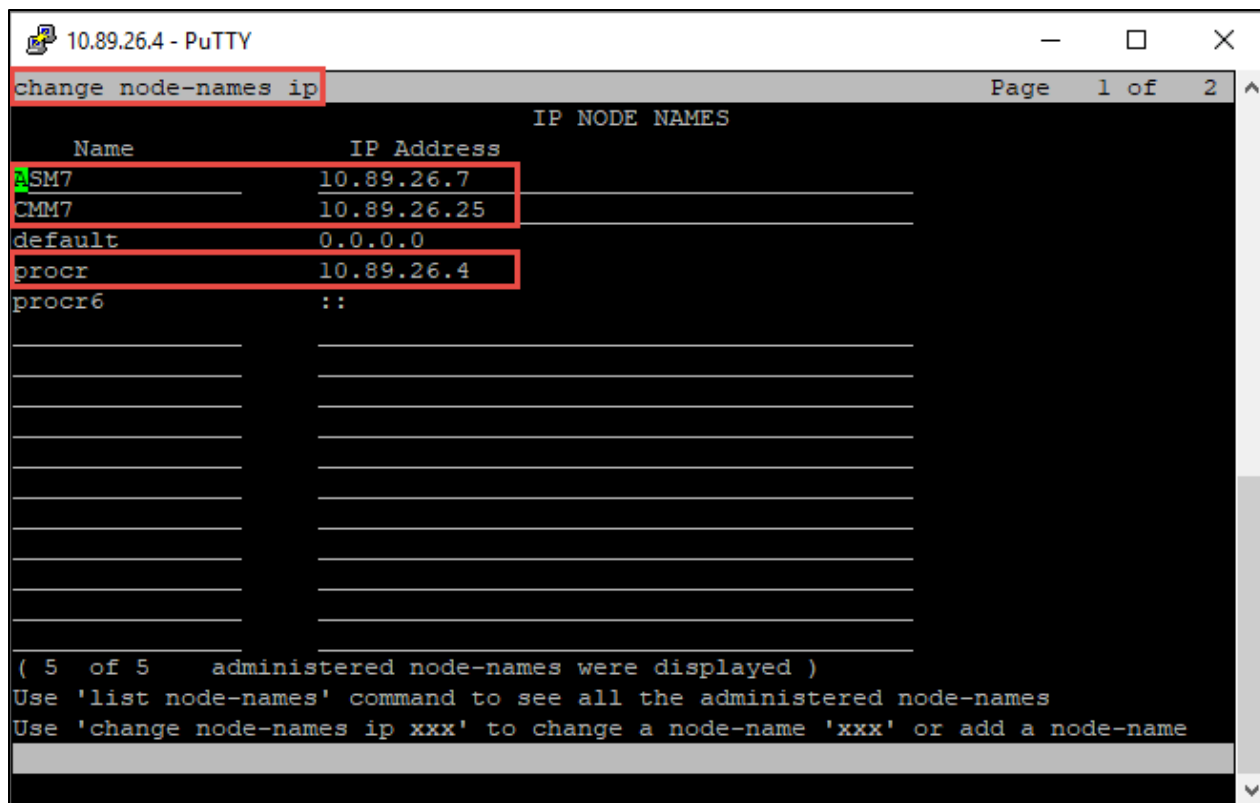 10.89.26.4 - PuTTY
change node-names ip Page 1 of 2
IP NODE NAMES
Name IP Address
ASM7 10.89.26.7
CMM7 10.89.26.25
default 0.0.0.0
procr 10.89.26.4
procr6 ::
( 5 of 5 administered node-names were displayed )
Use 'list node-names' command to see all the administered node-names
Use 'change node-names ip xxx' to change a node-name 'xxx' or add a node-name